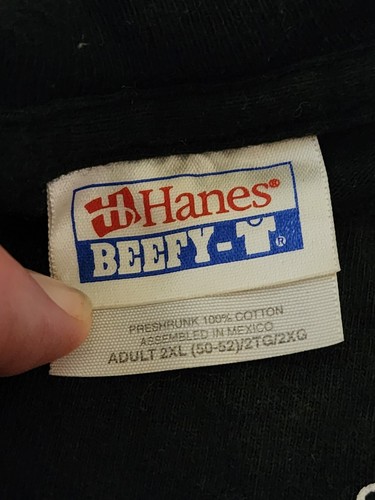 Hanes®
BEEFY-T®
PRESHRUNK 100% COTTON
ASSEMBLED IN MEXICO
ADULT 2XL (50-52)/2TG/2XG